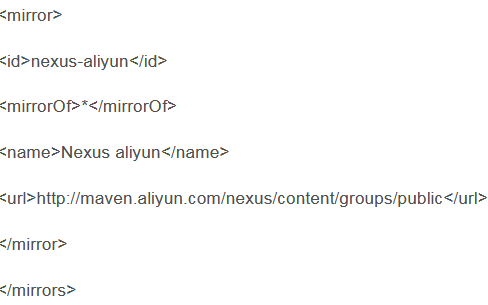 <mirror>
<id>nexus-aliyun</id>
<mirrorOf>*</mirrorOf>
<name>Nexus aliyun</name>
<url>http://maven.aliyun.com/nexus/content/groups/public</url>
</mirror>
</mirrors>